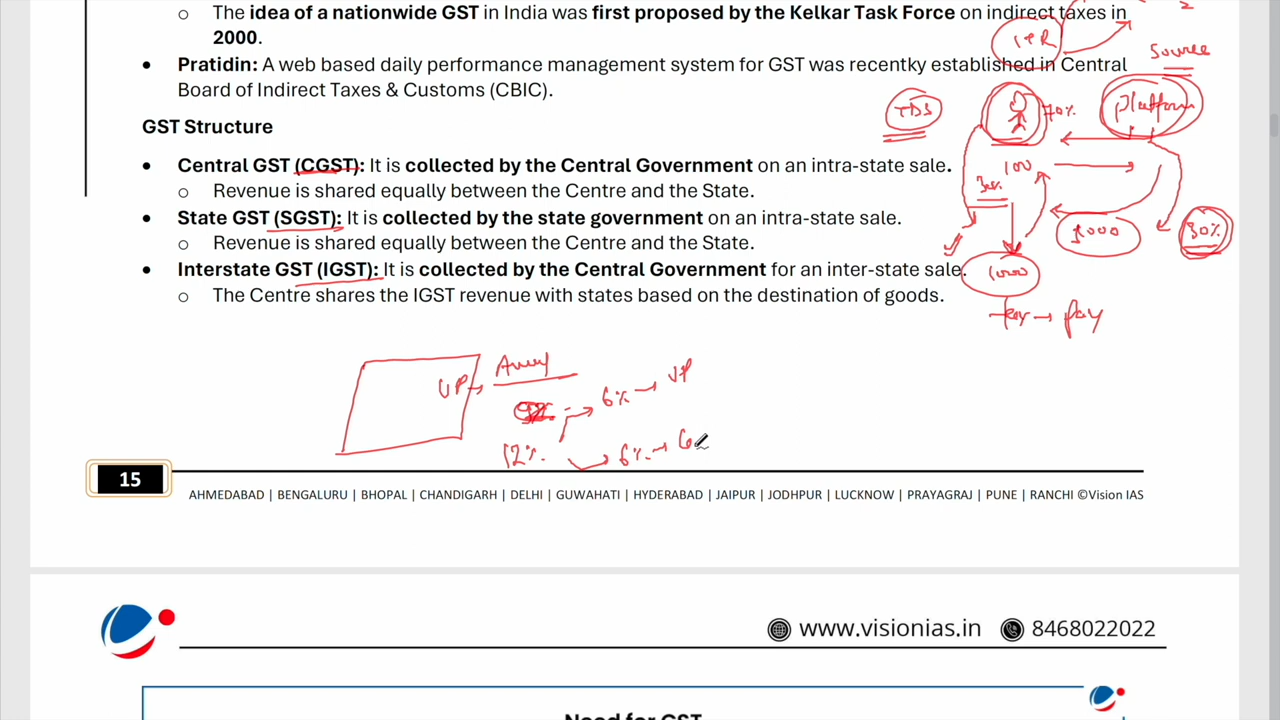 ○ The idea of a nationwide GST in India was first proposed by the Kelkar Task Force on indirect taxes in
2000.
• Pratidin: A web based daily performance management system for GST was recentky established in Central
Board of Indirect Taxes & Customs (CBIC).
Source
TDS
70%
platform
GST Structure
• Central GST (CGST): It is collected by the Central Government on an intra-state sale.
100
○ Revenue is shared equally between the Centre and the State.
30%
• State GST (SGST): It is collected by the state government on an intra-state sale.
○ Revenue is shared equally between the Centre and the State.
30%
• Interstate GST (IGST): It is collected by the Central Government for an inter-state sale.
1000
○ The Centre shares the IGST revenue with states based on the destination of goods.
pay
UP
6% → UP
12%
6% →
15
AHMEDABAD | BENGALURU | BHOPAL | CHANDIGARH | DELHI | GUWAHATI | HYDERABAD | JAIPUR | JODHPUR | LUCKNOW | PRAYAGRAJ | PUNE | RANCHI ©Vision IAS
www.visionias.in 8468022022
Need for GST